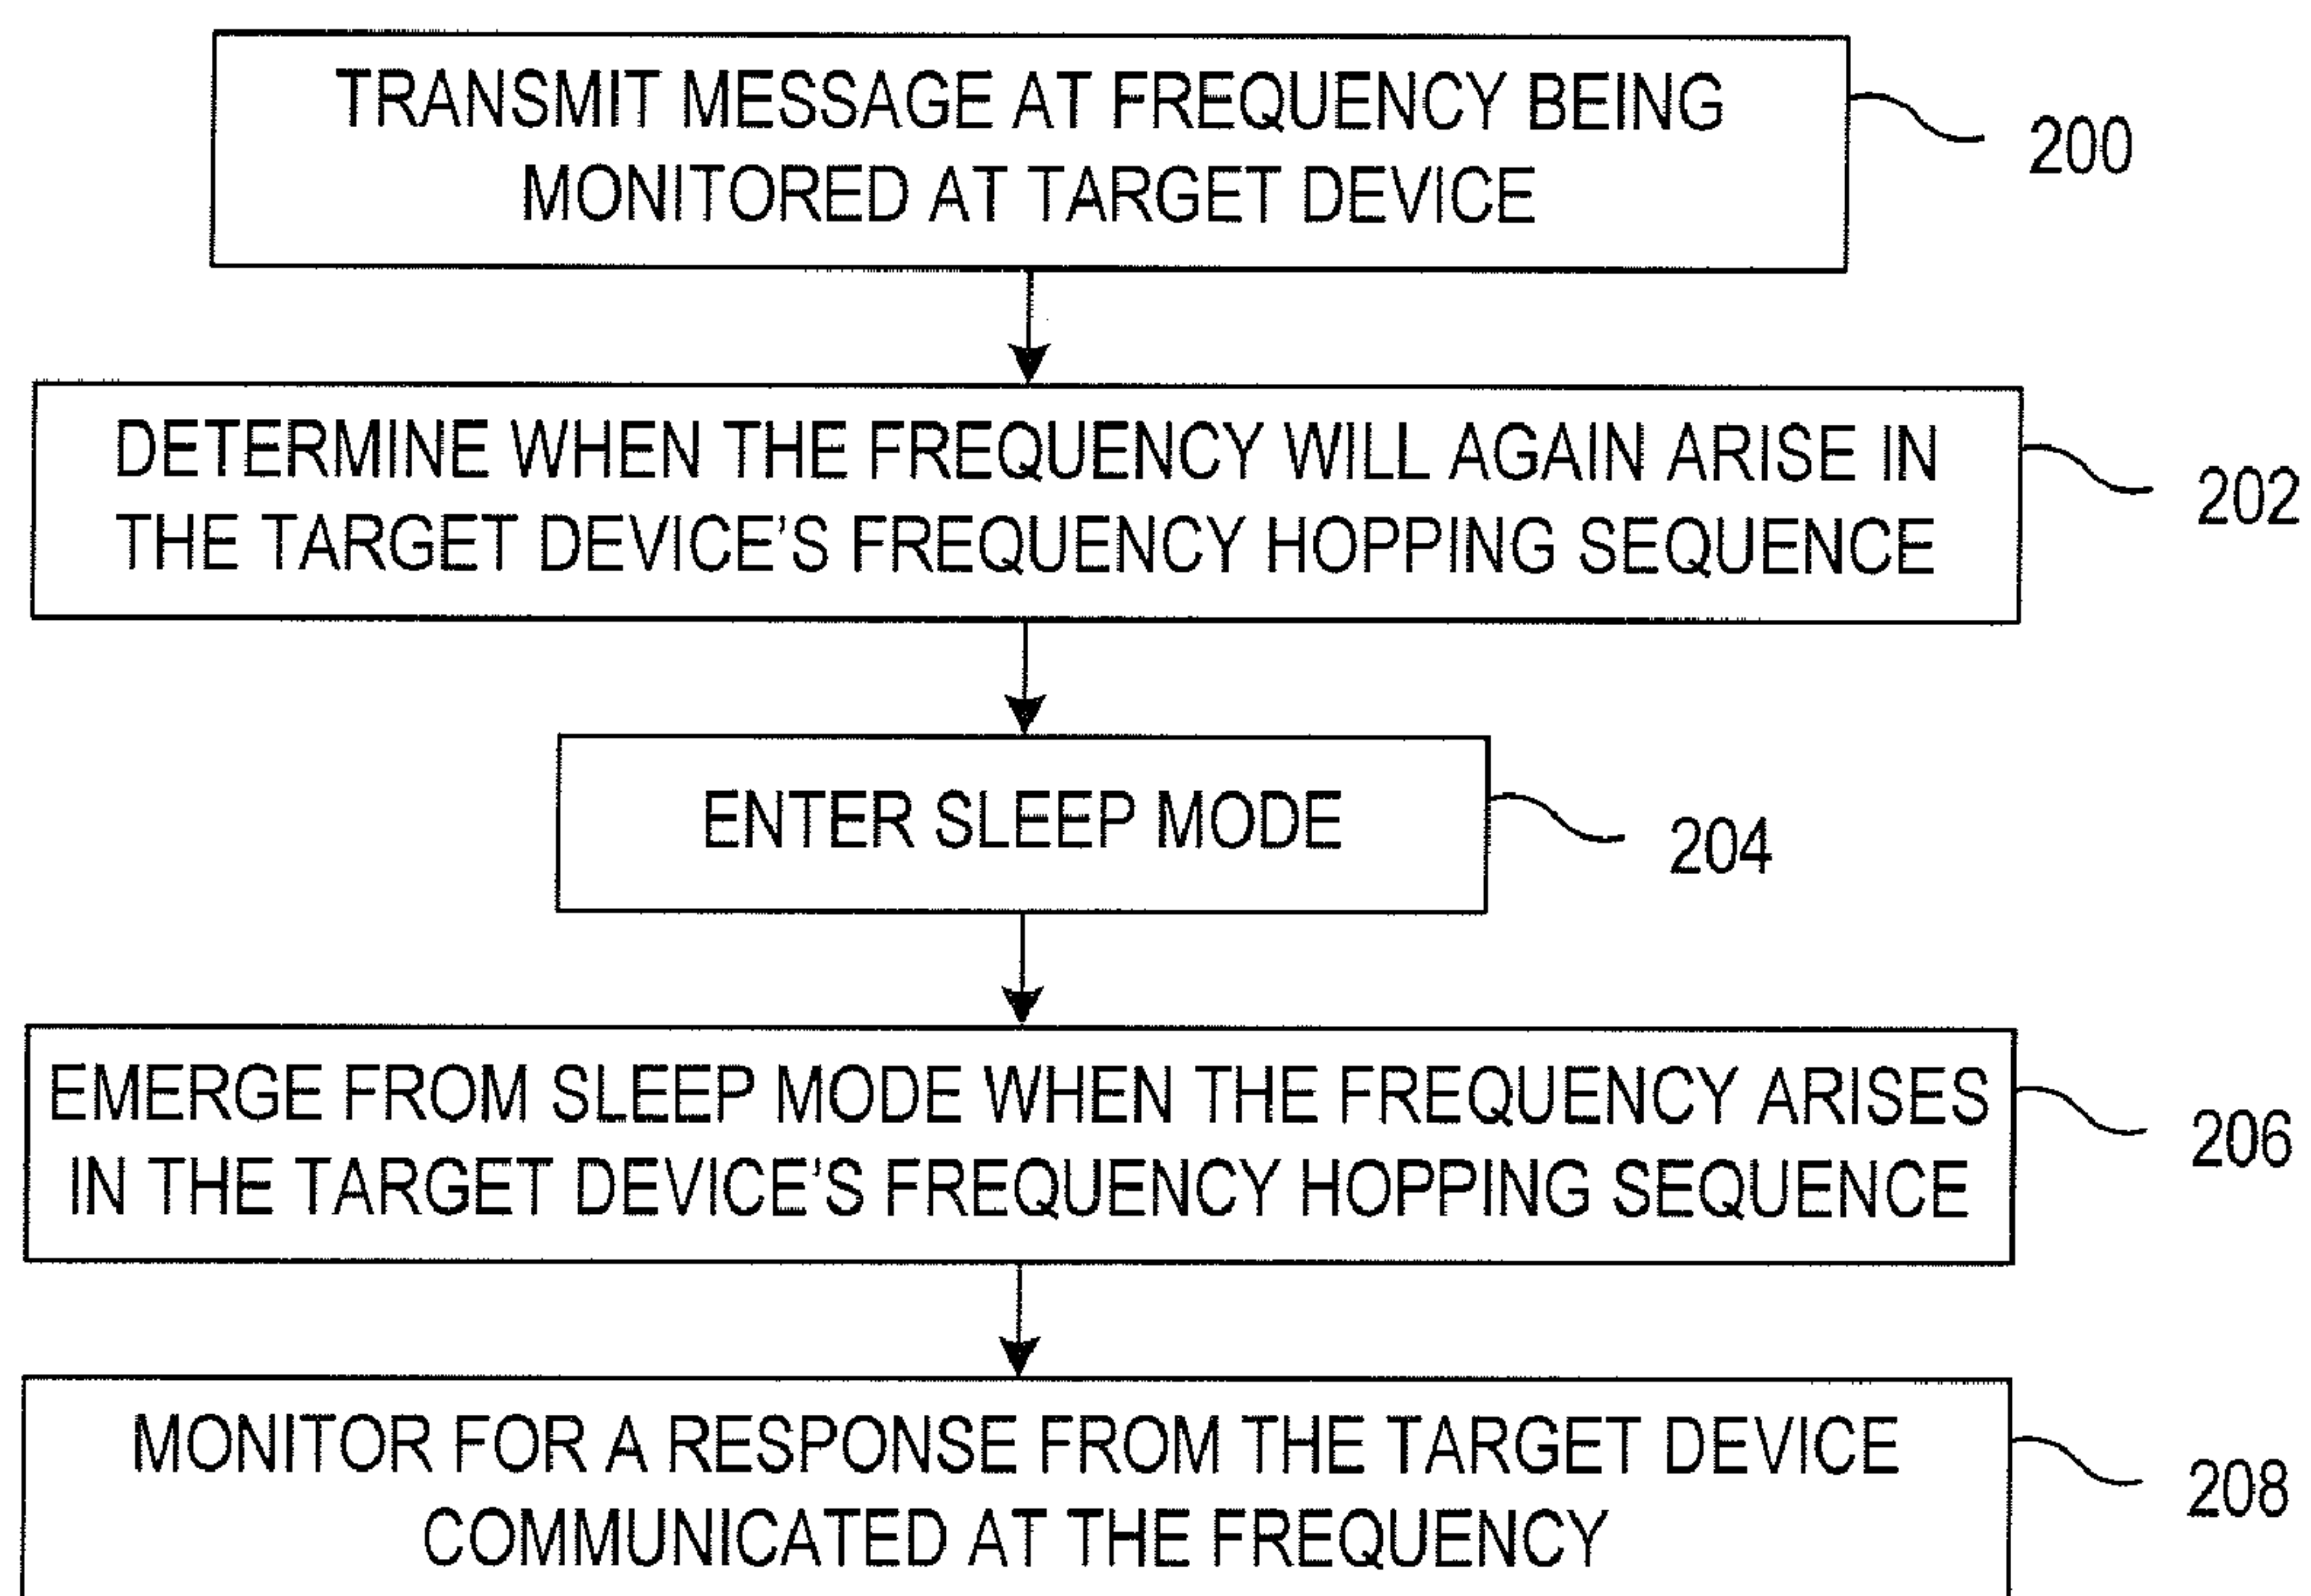 TRANSMIT MESSAGE AT FREQUENCY BEING
MONITORED AT TARGET DEVICE
200
DETERMINE WHEN THE FREQUENCY WILL AGAIN ARISE IN
THE TARGET DEVICE'S FREQUENCY HOPPING SEQUENCE
202
ENTER SLEEP MODE
204
EMERGE FROM SLEEP MODE WHEN THE FREQUENCY ARISES
IN THE TARGET DEVICE'S FREQUENCY HOPPING SEQUENCE
206
MONITOR FOR A RESPONSE FROM THE TARGET DEVICE
COMMUNICATED AT THE FREQUENCY
208